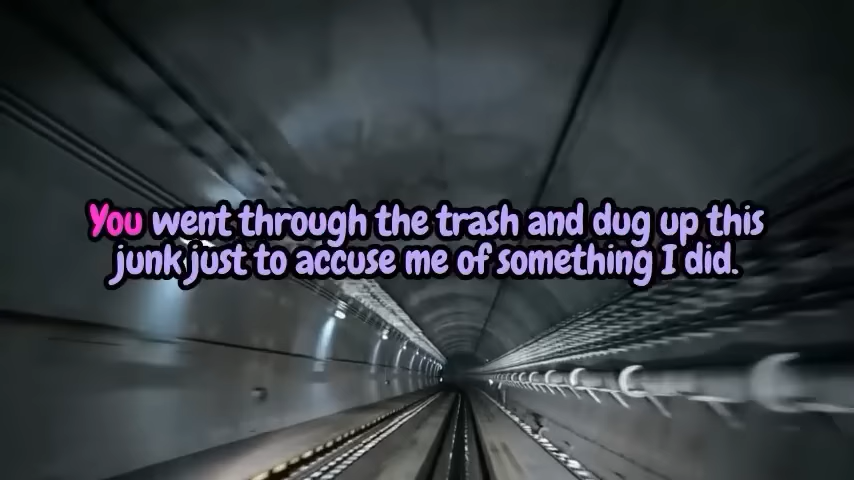 You went through the trash and dug up this
junk just to accuse me of something I did.